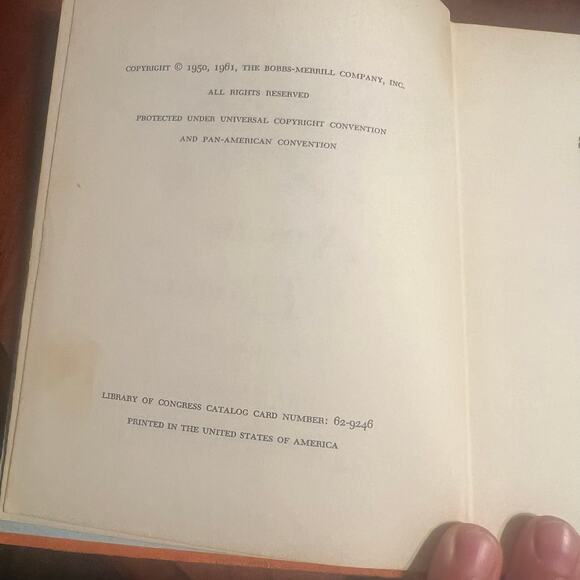 COPYRIGHT © 1950, 1961, THE BOBBS-MERRILL COMPANY, INC.
ALL RIGHTS RESERVED
PROTECTED UNDER UNIVERSAL COPYRIGHT CONVENTION
AND PAN-AMERICAN CONVENTION
LIBRARY OF CONGRESS CATALOG CARD NUMBER: 62-9246
PRINTED IN THE UNITED STATES OF AMERICA